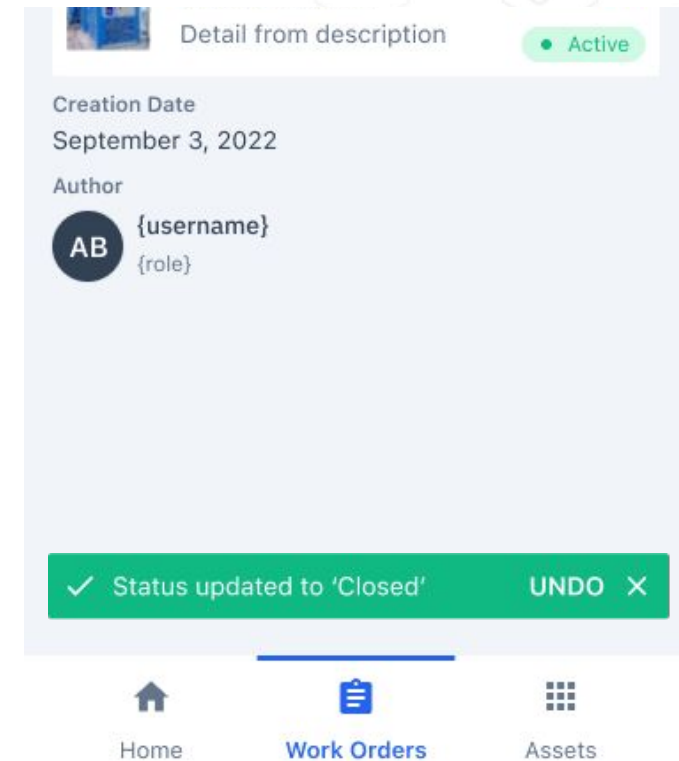 Detail from description
Active
Creation Date
September 3, 2022
Author
AB
{username}
{role}
Status updated to ‘Closed’ UNDO
Home Work Orders Assets